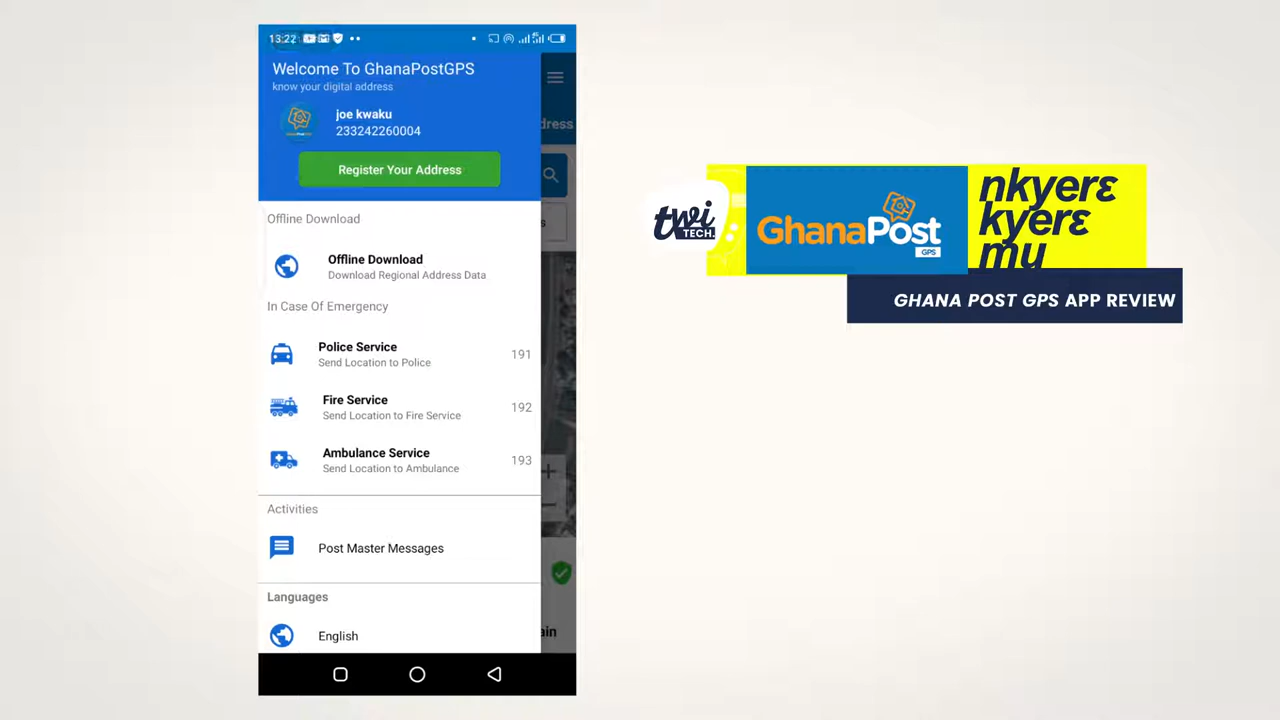 13:22
Welcome To GhanaPostGPS
know your digital address
joe kwaku
233242260004
dress
Register Your Address
s
Offline Download
Offline Download
Download Regional Address Data
In Case Of Emergency
Police Service
191
Send Location to Police
Fire Service
192
Send Location to Fire Service
Ambulance Service
193
Send Location to Ambulance
Activities
Post Master Messages
Languages
English
ain
twi
TECH.
GhanaPost
GPS
nkyerɛ
kyerɛ
mu
GHANA POST GPS APP REVIEW